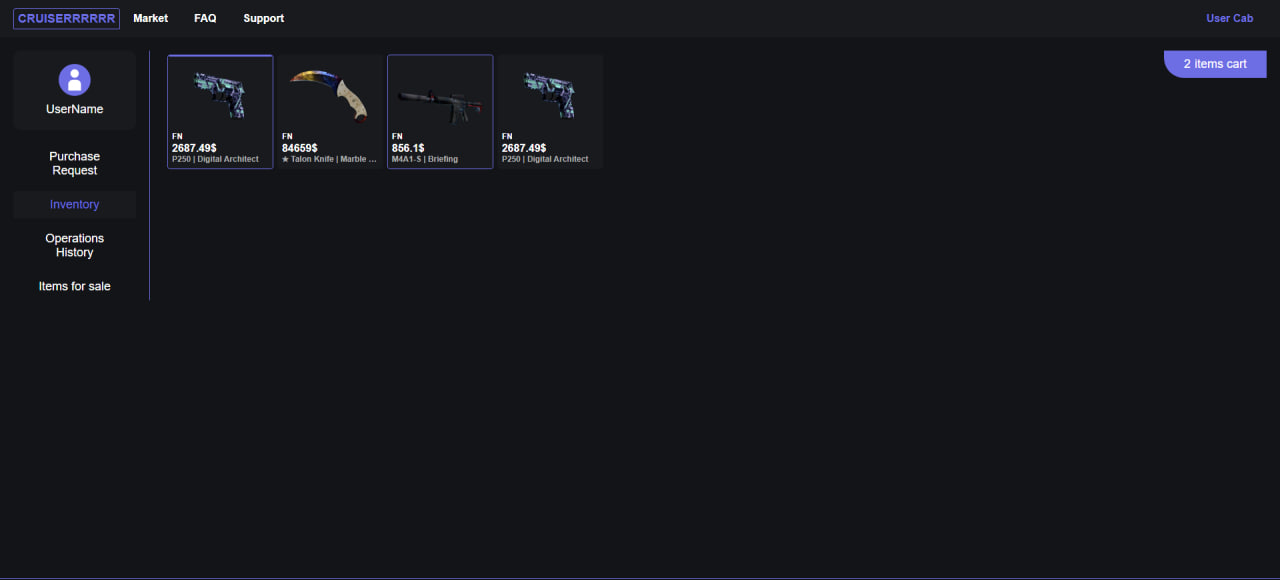 CRUISERRRRRR
Market
FAQ
Support
User Cab
UserName
Purchase
Request
Inventory
Operations
History
Items for sale
FN
2687.49$
P250 | Digital Architect
FN
84659$
★ Talon Knife | Marble ...
FN
856.1$
M4A1-S | Briefing
FN
2687.49$
P250 | Digital Architect
2 items cart